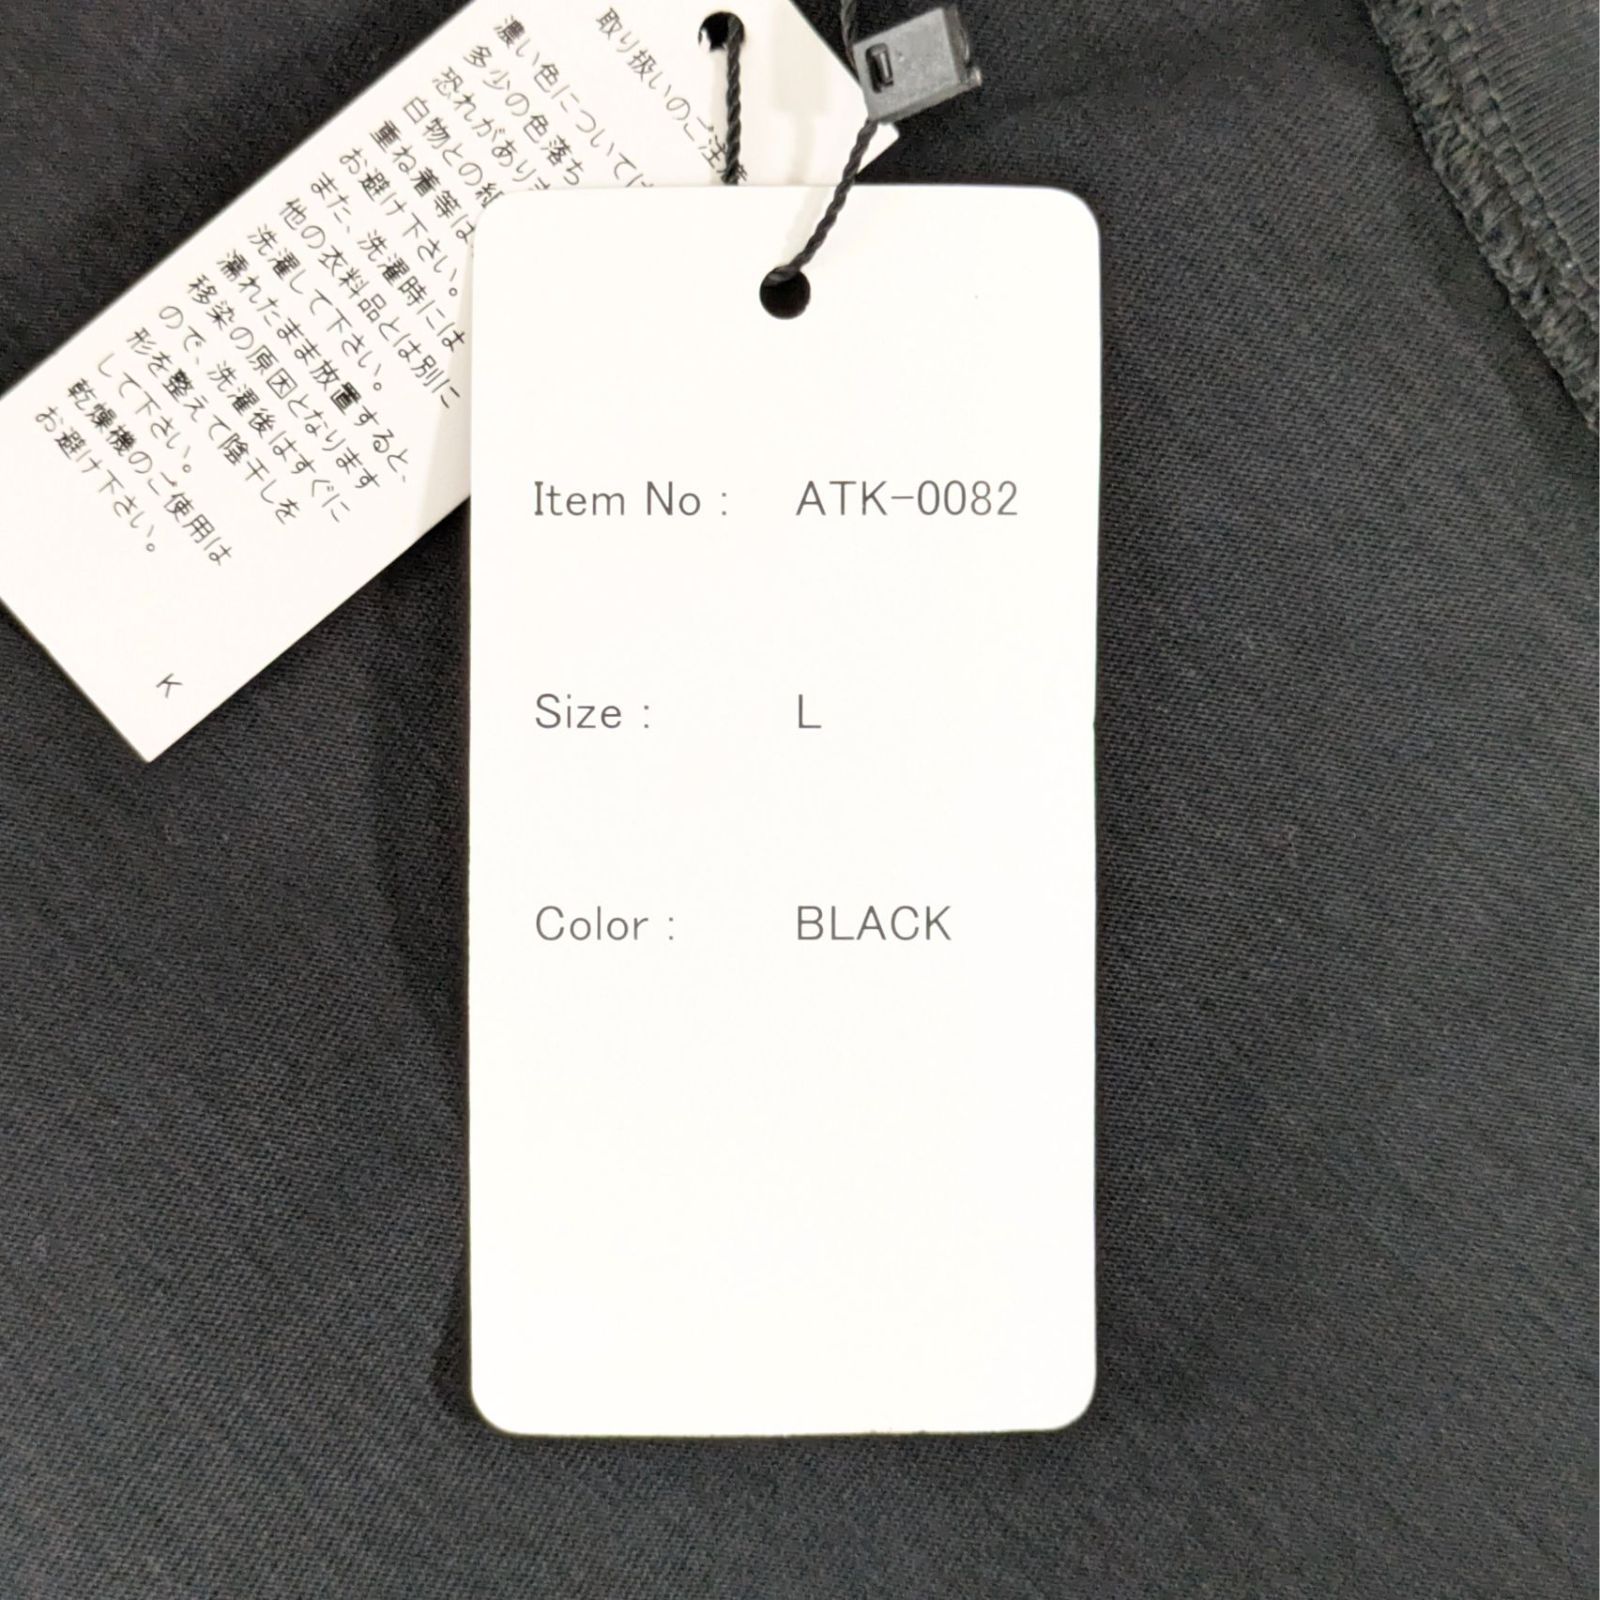 取り扱いのご注意
濃い色については
多少の色落ち
恐れがありま
白物との
重ね着等は
お避け下さい。
また、洗濯時には
他の衣料品とは別に
洗濯して下さい。
濡れたまま放置すると、
移染の原因となります
ので、洗濯後はすぐに
形を整えて陰干しを
して下さい。
乾燥機のご使用は
お避け下さい。
K
Item No : ATK-0082
Size : L
Color : BLACK